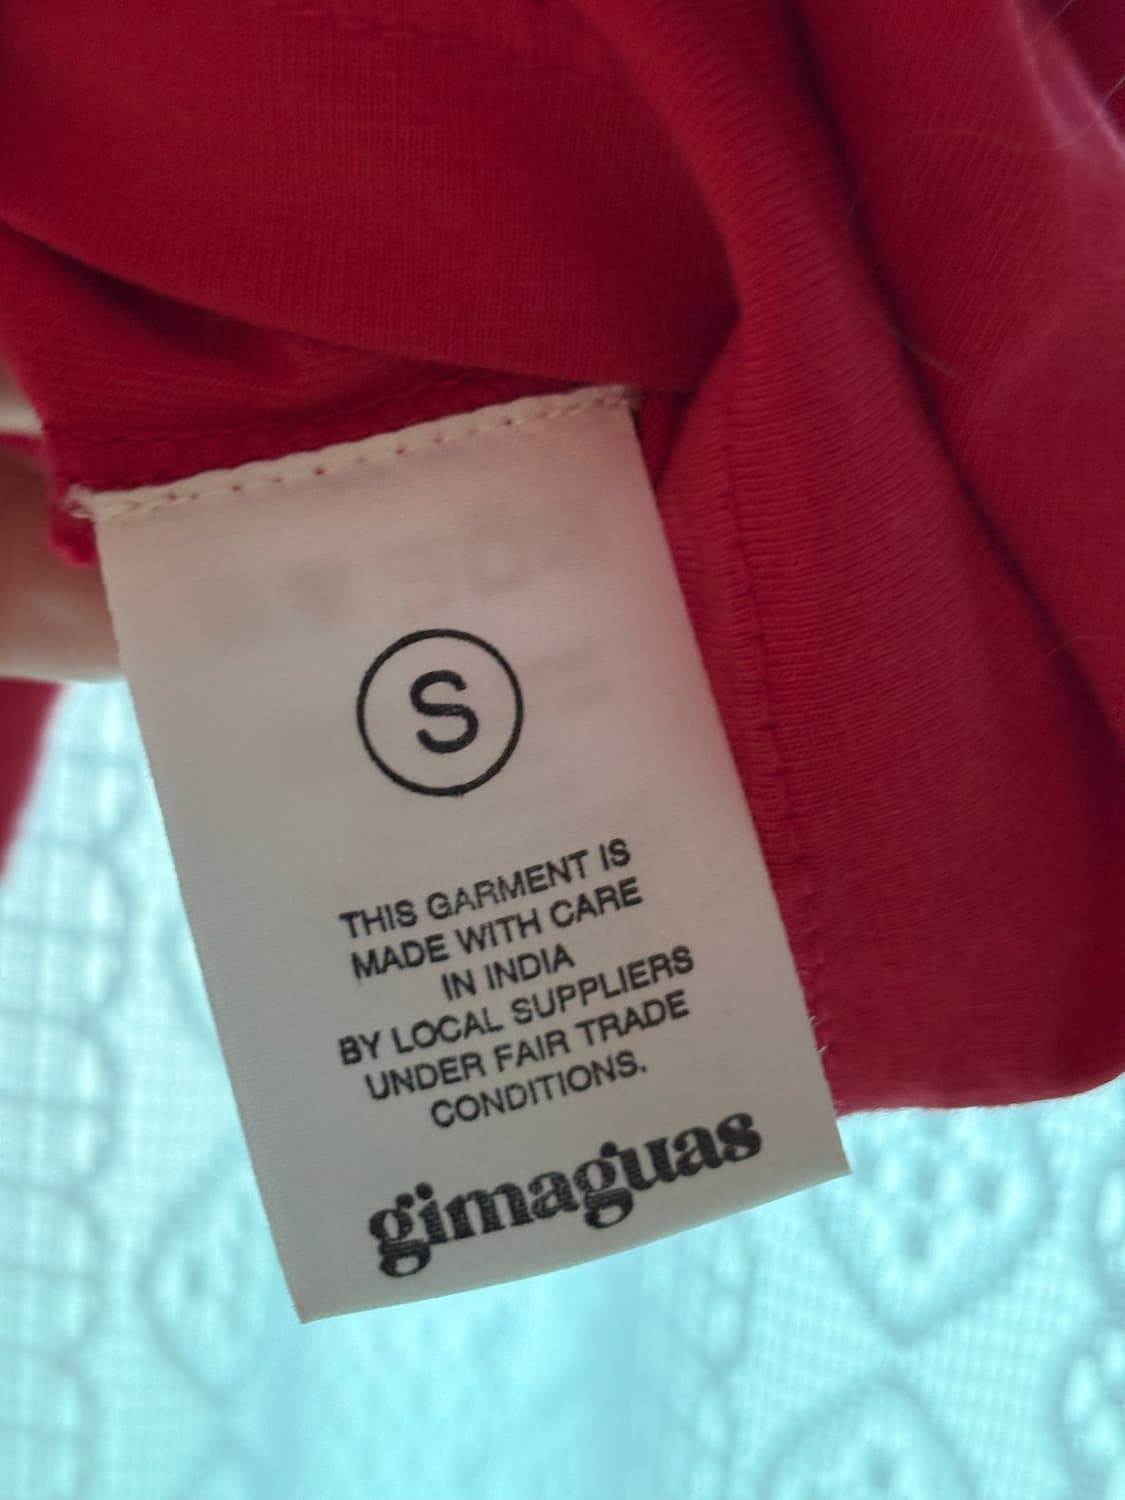 S
THIS GARMENT IS
MADE WITH CARE
IN INDIA
BY LOCAL SUPPLIERS
UNDER FAIR TRADE
CONDITIONS.
gimaguas